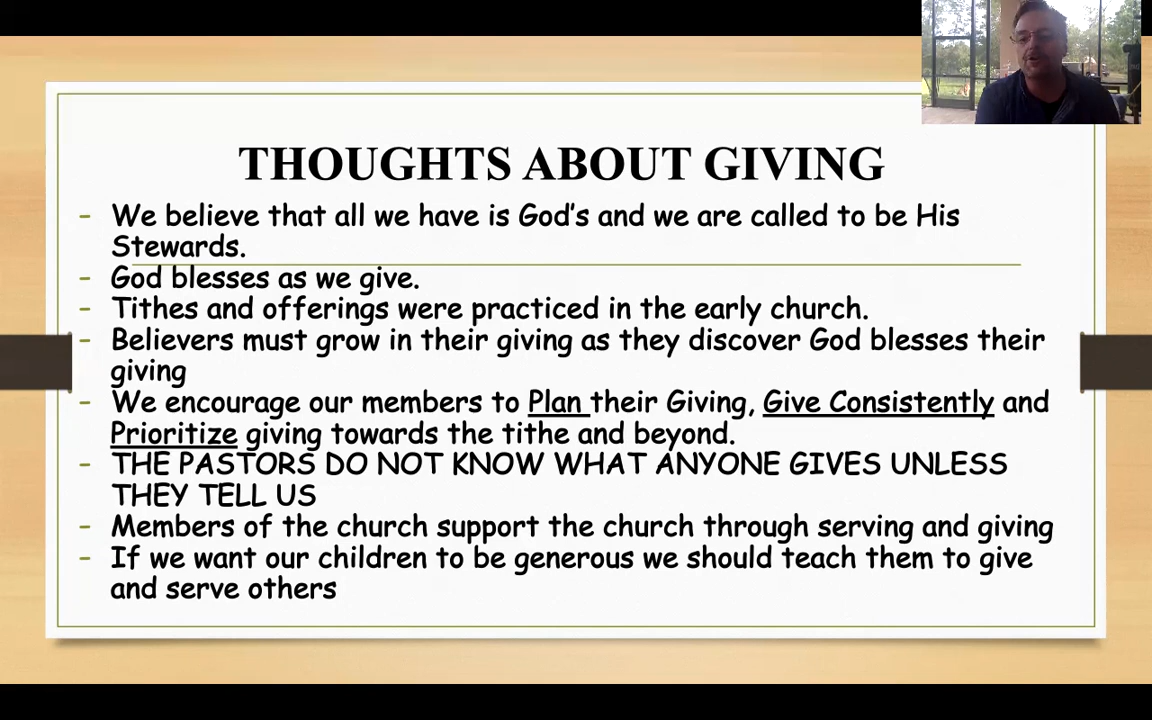 THOUGHTS ABOUT GIVING
- We believe that all we have is God's and we are called to be His
Stewards.
- God blesses as we give.
- Tithes and offerings were practiced in the early church.
- Believers must grow in their giving as they discover God blesses their
giving
- We encourage our members to Plan their Giving, Give Consistently and
Prioritize giving towards the tithe and beyond.
- THE PASTORS DO NOT KNOW WHAT ANYONE GIVES UNLESS
THEY TELL US
- Members of the church support the church through serving and giving
- If we want our children to be generous we should teach them to give
and serve others